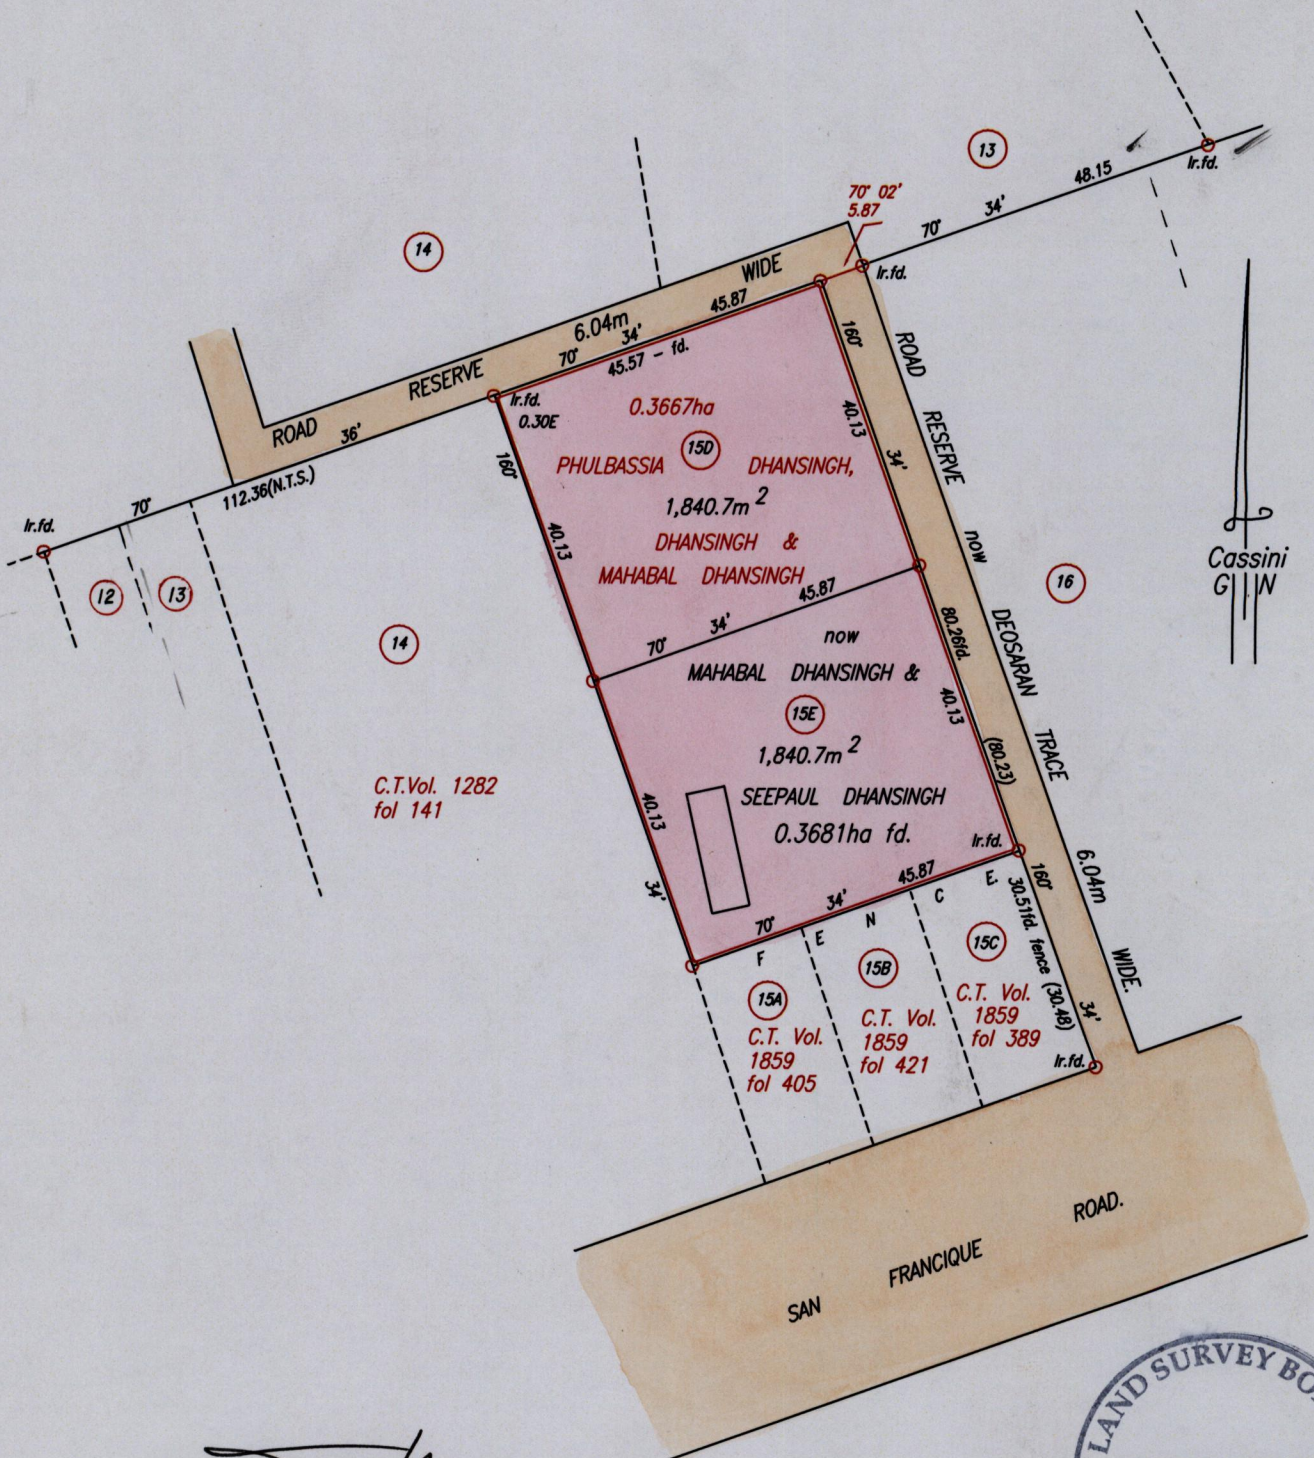 13
48.15
Ir.fd.
70° 02'
5.87
34'
70°
14
WIDE
Ir.fd.
45.87
6.04m
34'
70°
45.57 - fd.
160°
ROAD
RESERVE
Ir.fd.
0.30E
0.3667ha
40.13
RESERVE
ROAD
36'
15D
160°
PHULBASSIA DHANSINGH,
34'
112.36(N.T.S.)
70°
1,840.7m 2
Ir.fd.
40.13
DHANSINGH &
now
Cassini
G N
MAHABAL DHANSINGH
45.87
16
12
13
14
34'
70°
now
80.26fd.
DEOSARAN
MAHABAL DHANSINGH &
15E
40.13
1,840.7m 2
(80.23)
TRACE
C.T.Vol. 1282
fol 141
40.13
SEEPAUL DHANSINGH
0.3681ha fd.
Ir.fd.
34'
45.87
34'
70°
160°
6.04m
F E N C E
30.51fd. fence (30.48)
34'
WIDE.
15A
C.T. Vol.
1859
fol 405
15B
C.T. Vol.
1859
fol 421
15C
C.T. Vol.
1859
fol 389
Ir.fd.
SAN FRANCIQUE ROAD.
LAND SURVEY